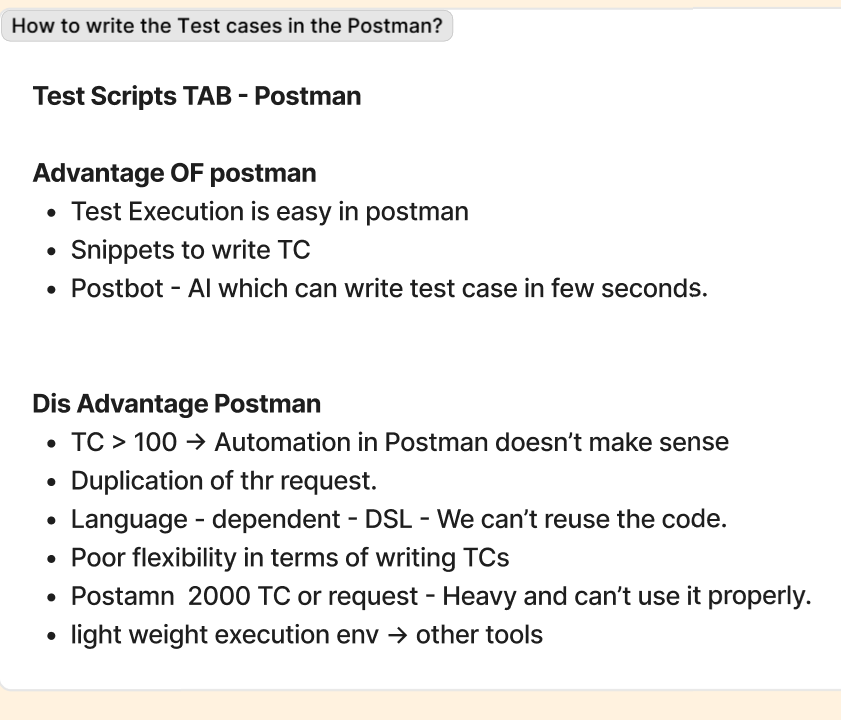 How to write the Test cases in the Postman?
Test Scripts TAB - Postman
Advantage OF postman
• Test Execution is easy in postman
• Snippets to write TC
• Postbot - AI which can write test case in few seconds.
Dis Advantage Postman
• TC > 100 → Automation in Postman doesn't make sense
• Duplication of thr request.
• Language - dependent - DSL - We can't reuse the code.
• Poor flexibility in terms of writing TCs
• Postamn  2000 TC or request - Heavy and can't use it properly.
• light weight execution env → other tools